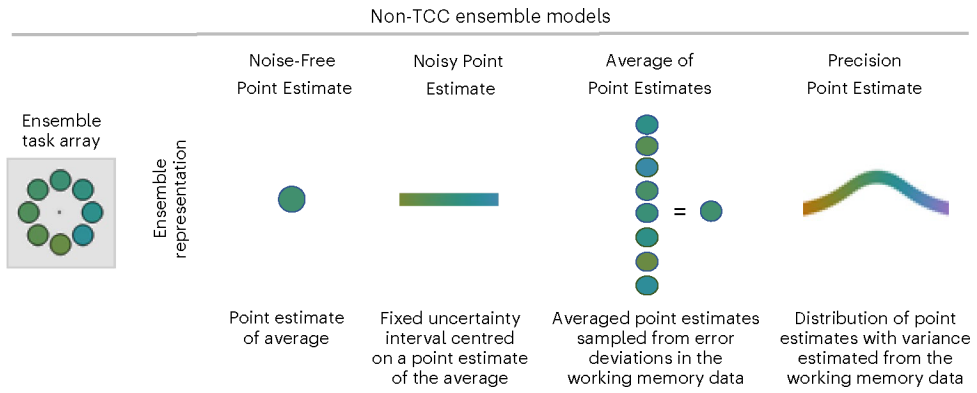 Non-TCC ensemble models
Noise-Free
Point Estimate
Noisy Point
Estimate
Average of
Point Estimates
Precision
Point Estimate
Ensemble
task array
Ensemble
representation
=
Point estimate
of average
Fixed uncertainty
interval centred
on a point estimate
of the average
Averaged point estimates
sampled from error
deviations in the
working memory data
Distribution of point
estimates with variance
estimated from the
working memory data